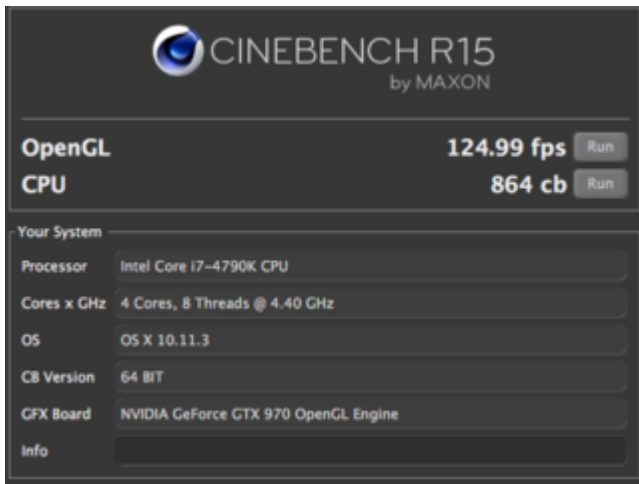 CINEBENCH R15
by MAXON
OpenGL 124.99 fps Run
CPU 864 cb Run
Your System
Processor Intel Core i7-4790K CPU
Cores x GHz 4 Cores, 8 Threads @ 4.40 GHz
OS OS X 10.11.3
CB Version 64 BIT
GFX Board NVIDIA GeForce GTX 970 OpenGL Engine
Info